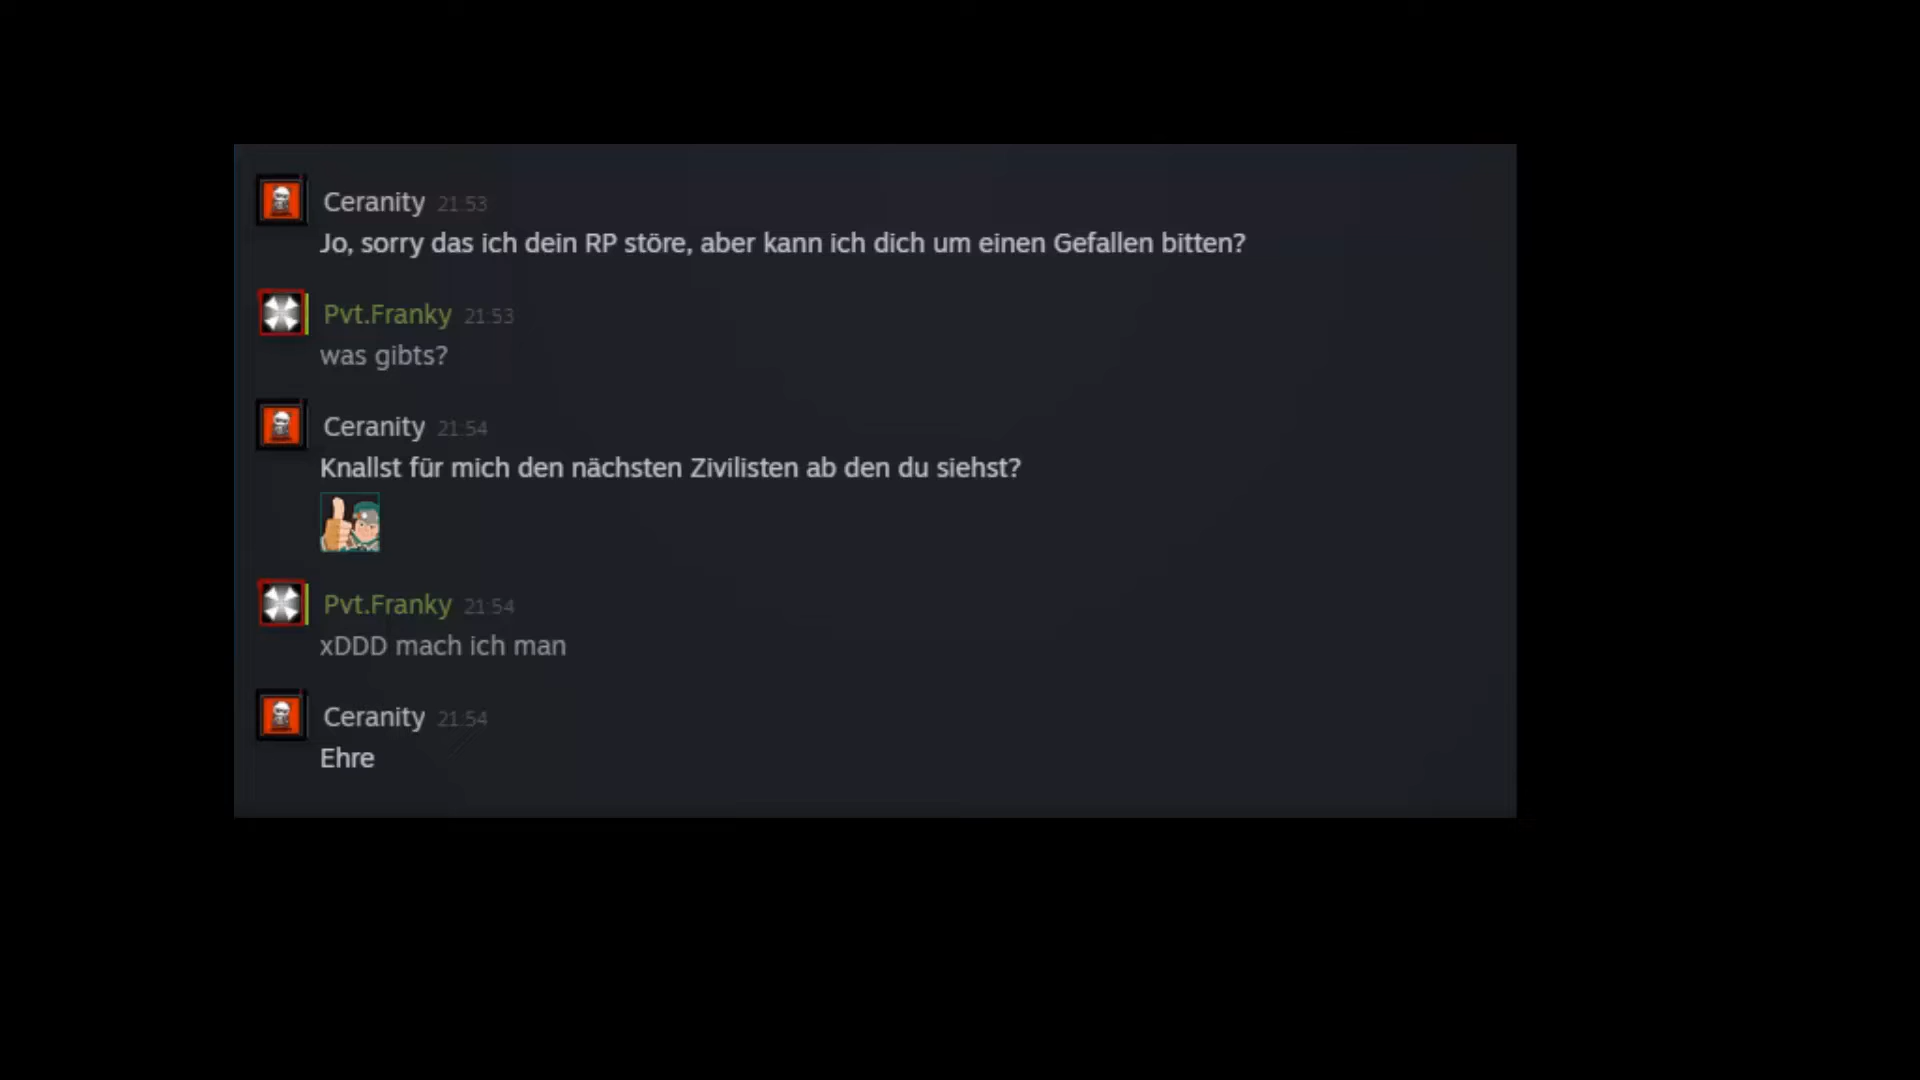 Ceranity 21:53
Jo, sorry das ich dein RP störe, aber kann ich dich um einen Gefallen bitten?
Pvt.Franky 21:53
was gibts?
Ceranity 21:54
Knallst für mich den nächsten Zivilisten ab den du siehst?
Pvt.Franky 21:54
xDDD mach ich man
Ceranity 21:54
Ehre